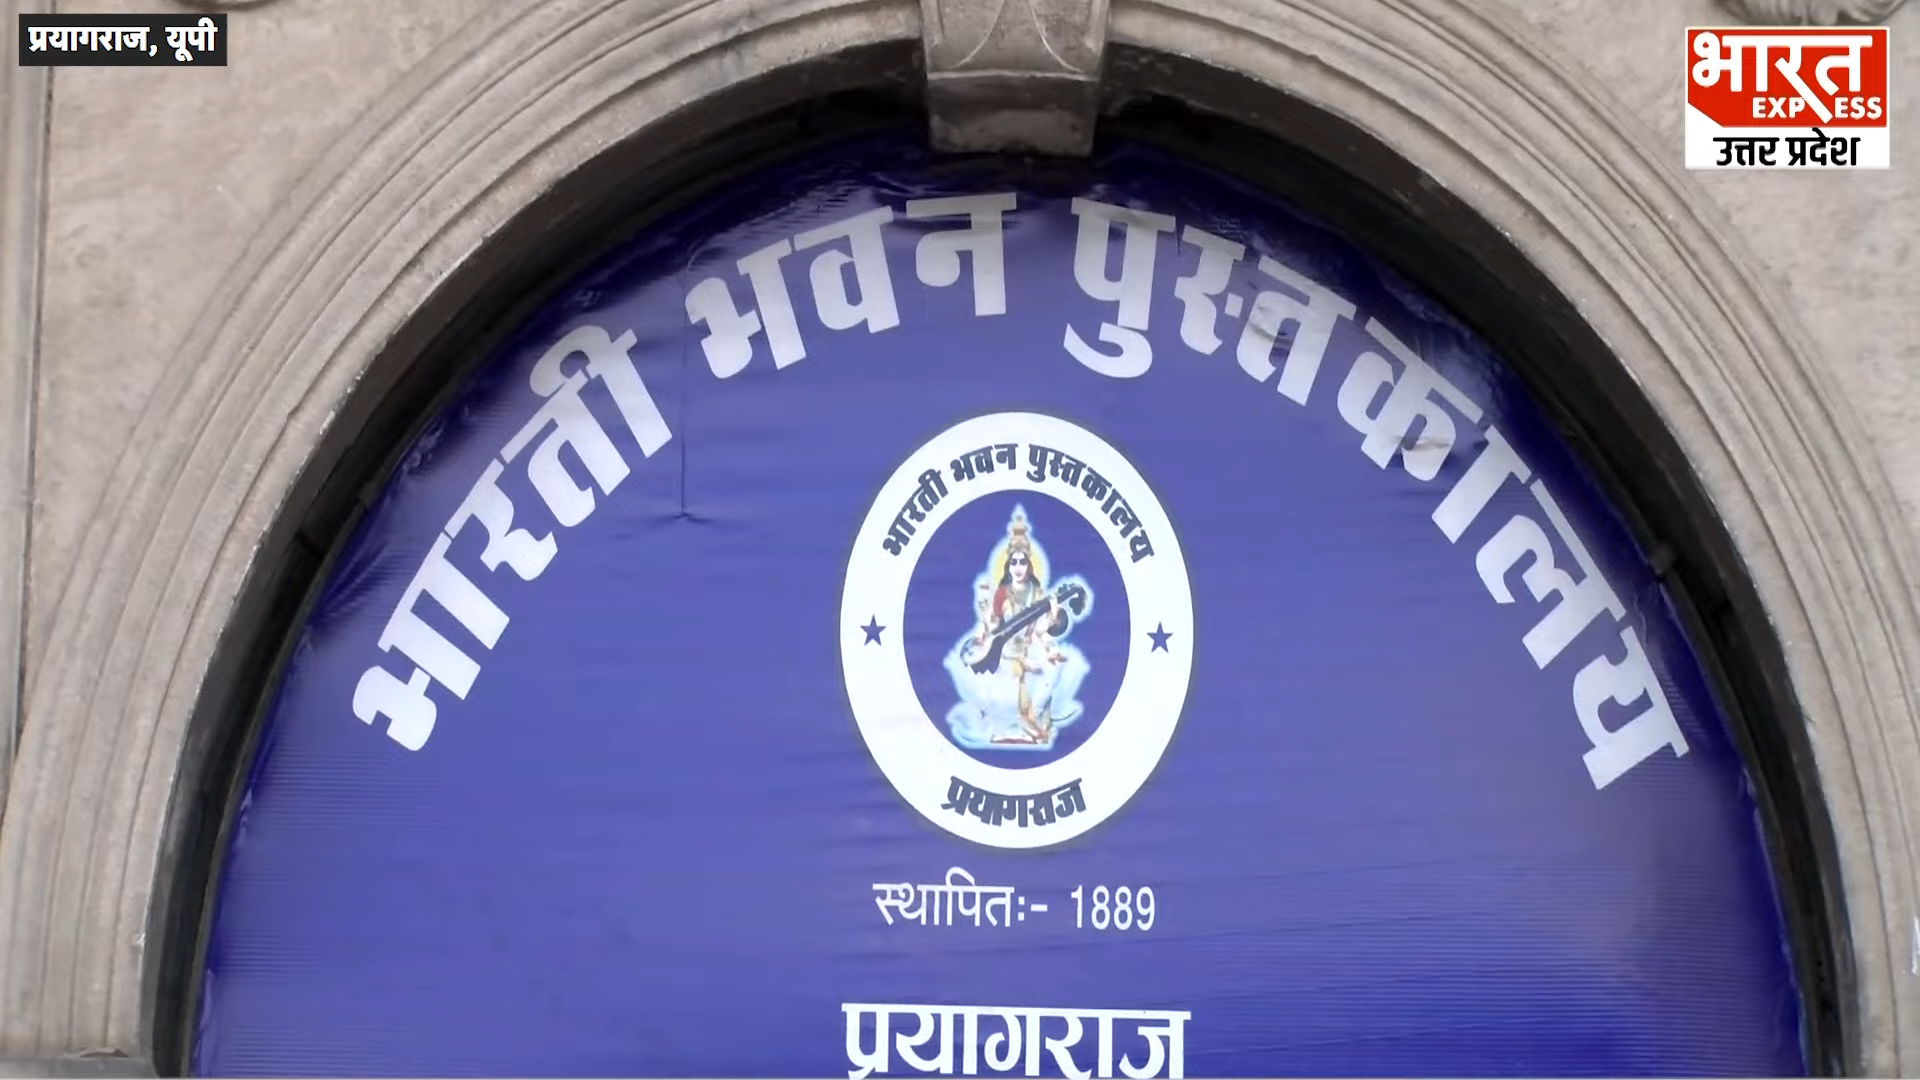 प्रयागराज, यूपी
भारत
EXPRESS
उत्तर प्रदेश
भारती भवन पुस्तकालय
भारती भवन पुस्तकालय
प्रयागराज
स्थापितः- 1889
प्रयागराज